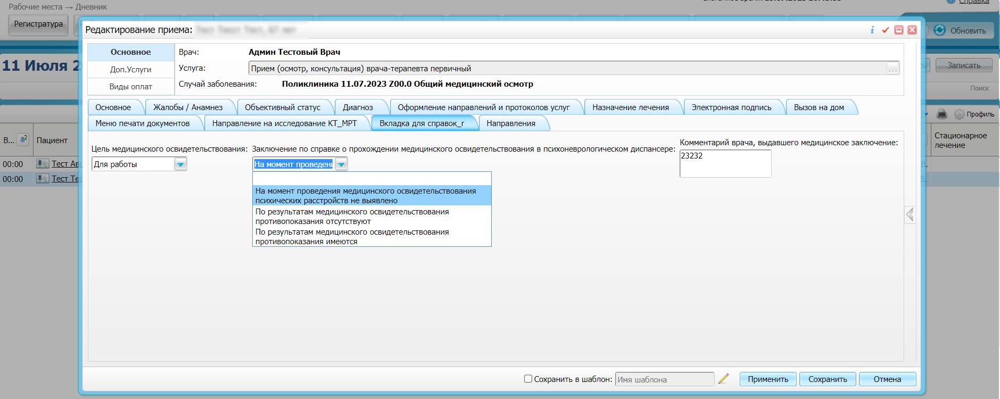 Рабочие места → Дневник
Справка
Регистратура
Обновить
Редактирование приема:
11 Июля 2
Записать
Поиск
Профиль
Основное
Доп.Услуги
Виды оплат
Врач: Админ Тестовый Врач
Услуга: Прием (осмотр, консультация) врача-терапевта первичный ...
Случай заболевания: Поликлиника 11.07.2023 Z00.0 Общий медицинский осмотр
Основное Жалобы / Анамнез Объективный статус Диагноз Оформление направлений и протоколов услуг Назначение лечения Электронная подпись Вызов на дом
Меню печати документов Направление на исследование КТ_МРТ Вкладка для справок_r Направления
В... 2 Пациент
Стационарное
лечение
00:00 Тест Аво
00:00 Тест Тес
В.
В.
Цель медицинского освидетельствования:
Для работы
Заключение по справке о прохождении медицинского освидетельствования в психоневрологическом диспансере:
На момент проведени
На момент проведения медицинского освидетельствования
психических расстройств не выявлено
По результатам медицинского освидетельствования
противопоказания отсутствуют
По результатам медицинского освидетельствования
противопоказания имеются
Комментарий врача, выдавшего медицинское заключение:
23232
Сохранить в шаблон: Имя шаблона
Применить Сохранить Отмена